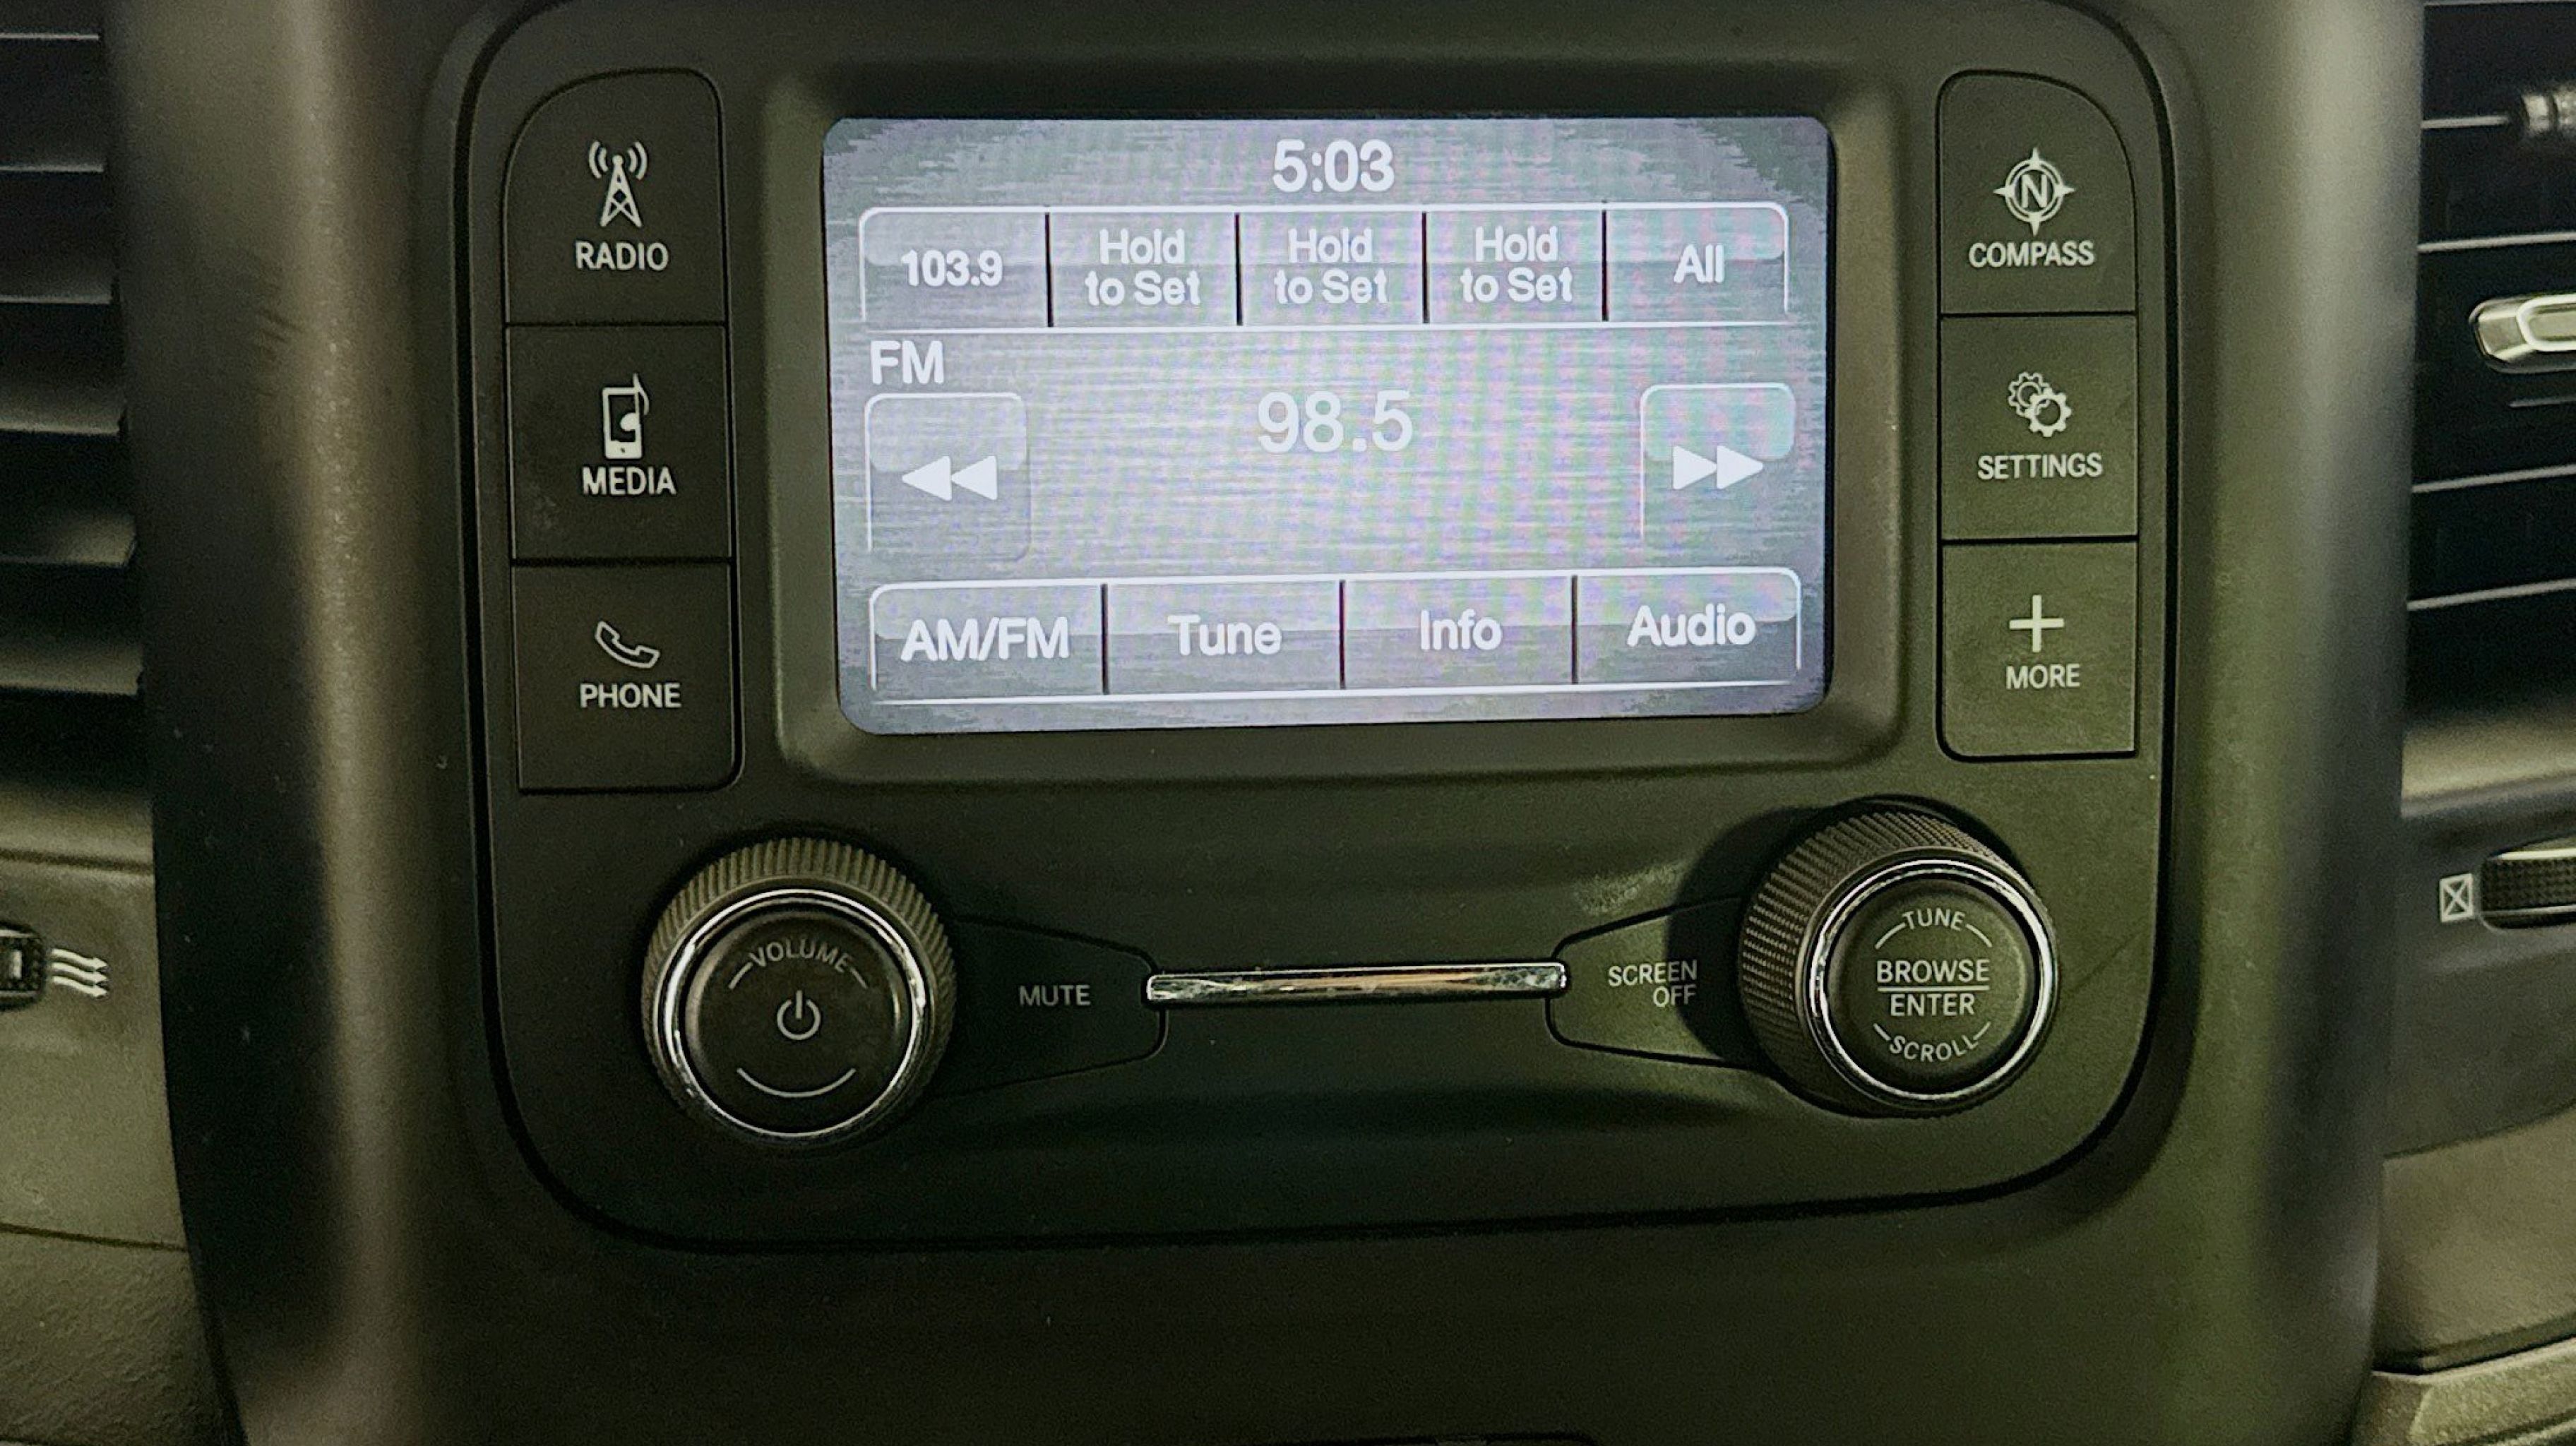 5:03
103.9
Hold
to Set
Hold
to Set
Hold
to Set
All
FM
98.5
AM/FM
Tune
Info
Audio
RADIO
MEDIA
PHONE
N
COMPASS
SETTINGS
MORE
VOLUME
MUTE
SCREEN
OFF
TUNE
BROWSE
ENTER
SCROLL